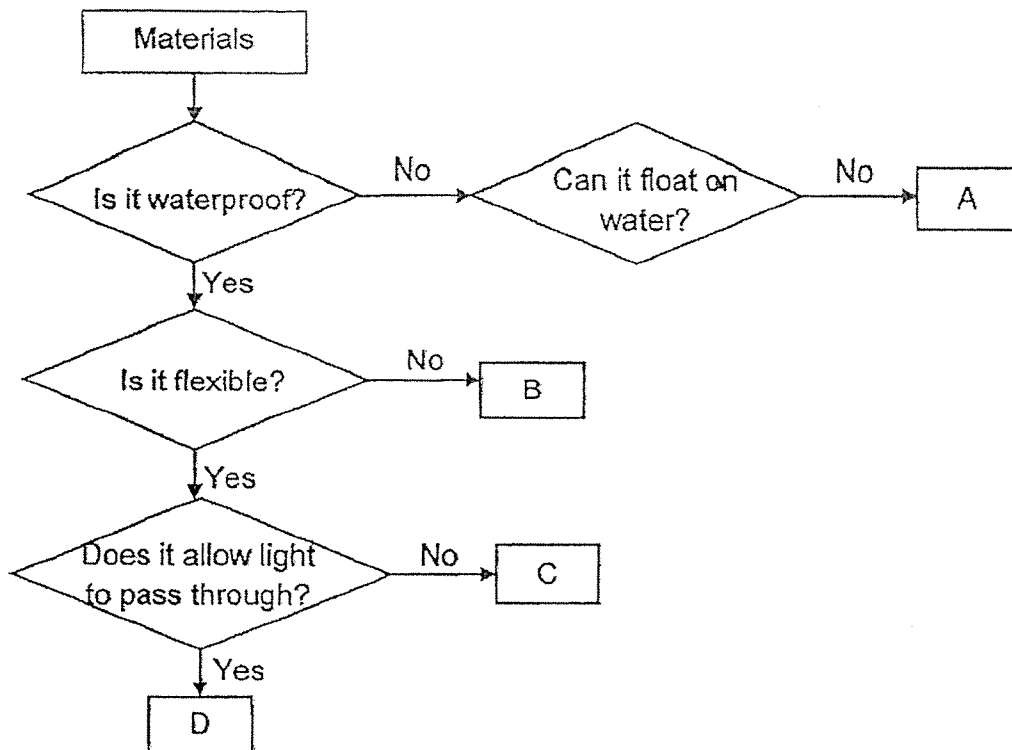 Materials
Is it waterproof?
No
Can it float on
water?
No
A
Yes
Is it flexible?
No
B
Yes
Does it allow light
to pass through?
No
C
Yes
D